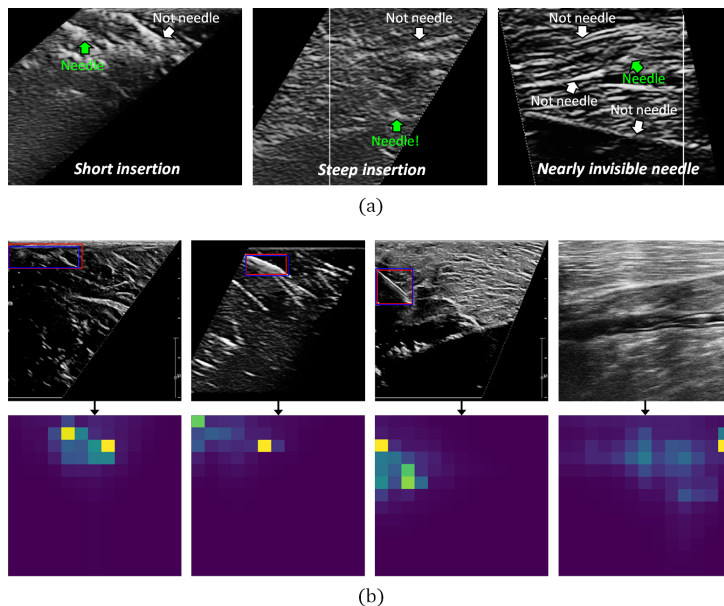 Not needle
Needle
Short insertion
Not needle
Needle!
Steep insertion
Not needle
Needle
Not needle
Not needle
Nearly invisible needle
(a)
(b)